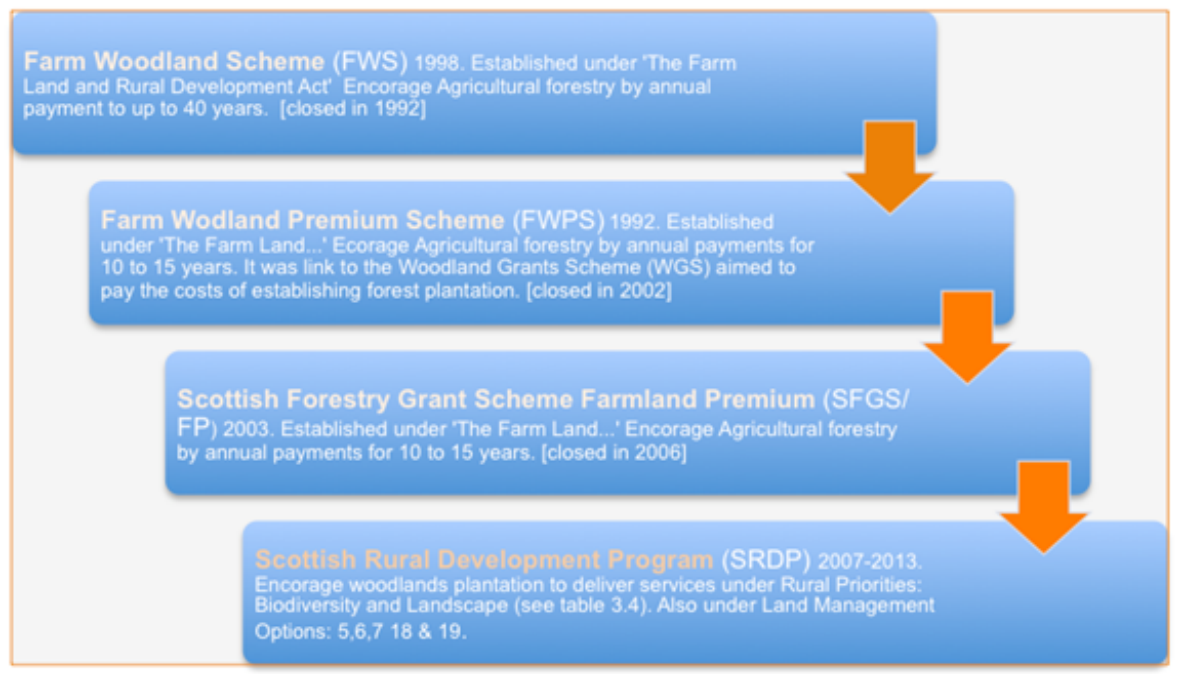 Farm Woodland Scheme (FWS) 1998. Established under 'The Farm
Land and Rural Development Act'  Encorage Agricultural forestry by annual
payment to up to 40 years.  [closed in 1992]
Farm Wodland Premium Scheme (FWPS) 1992. Established
under 'The Farm Land...' Ecorage Agricultural forestry by annual payments for
10 to 15 years. It was link to the Woodland Grants Scheme (WGS) aimed to
pay the costs of establishing forest plantation. [closed in 2002]
Scottish Forestry Grant Scheme Farmland Premium (SFGS/
FP) 2003. Established under 'The Farm Land...' Encorage Agricultural forestry
by annual payments for 10 to 15 years. [closed in 2006]
Scottish Rural Development Program (SRDP) 2007-2013.
Encorage woodlands plantation to deliver services under Rural Priorities:
Biodiversity and Landscape (see table 3.4). Also under Land Management
Options: 5,6,7 18 & 19.